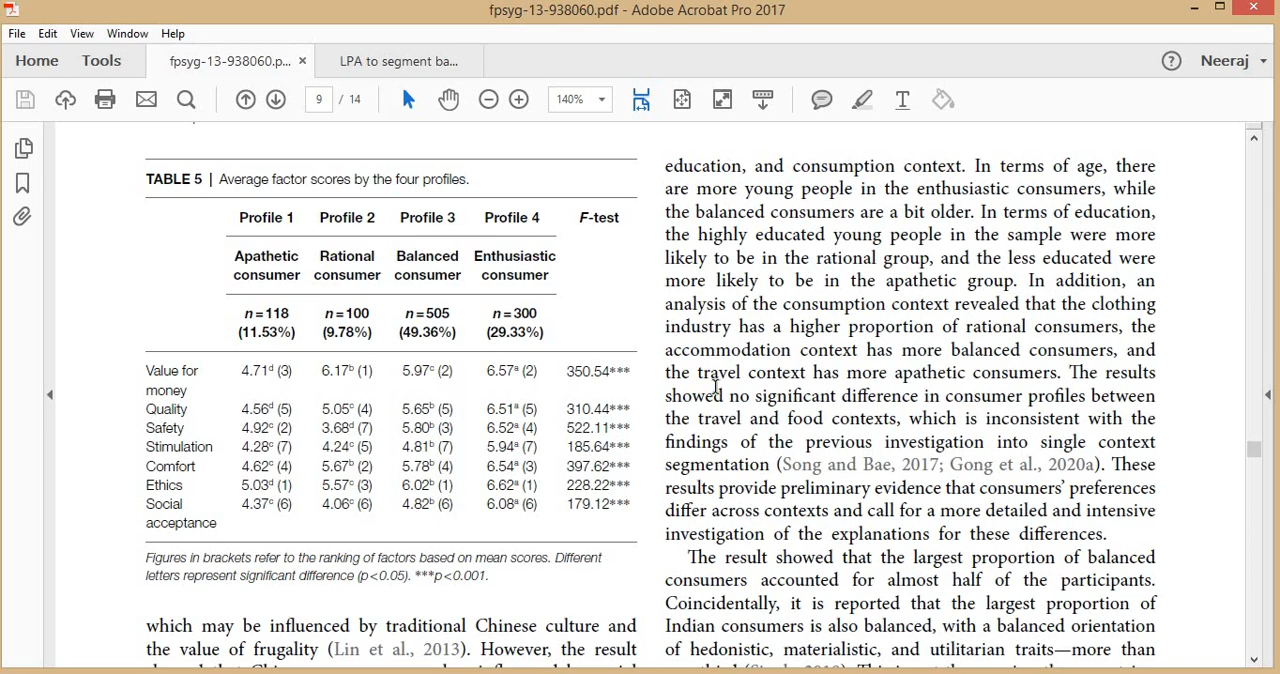 fpsyg-13-938060.pdf - Adobe Acrobat Pro 2017
File Edit View Window Help
Home Tools fpsyg-13-938060.p... × LPA to segment ba... Neeraj
9 / 14 140%
TABLE 5 | Average factor scores by the four profiles.
Profile 1 Profile 2 Profile 3 Profile 4 F-test
Apathetic consumer Rational consumer Balanced consumer Enthusiastic consumer
n=118 (11.53%) n=100 (9.78%) n=505 (49.36%) n=300 (29.33%)
Value for money 4.71ᵈ (3) 6.17ᵇ (1) 5.97ᶜ (2) 6.57ᵃ (2) 350.54***
Quality 4.56ᵈ (5) 5.05ᶜ (4) 5.65ᵇ (5) 6.51ᵃ (5) 310.44***
Safety 4.92ᶜ (2) 3.68ᵈ (7) 5.80ᵇ (3) 6.52ᵃ (4) 522.11***
Stimulation 4.28ᶜ (7) 4.24ᶜ (5) 4.81ᵇ (7) 5.94ᵃ (7) 185.64***
Comfort 4.62ᶜ (4) 5.67ᵇ (2) 5.78ᵇ (4) 6.54ᵃ (3) 397.62***
Ethics 5.03ᵈ (1) 5.57ᶜ (3) 6.02ᵇ (1) 6.62ᵃ (1) 228.22***
Social acceptance 4.37ᶜ (6) 4.06ᶜ (6) 4.82ᵇ (6) 6.08ᵃ (6) 179.12***
Figures in brackets refer to the ranking of factors based on mean scores. Different
letters represent significant difference (p<0.05). ***p<0.001.
which may be influenced by traditional Chinese culture and
the value of frugality (Lin et al., 2013). However, the result
education, and consumption context. In terms of age, there
are more young people in the enthusiastic consumers, while
the balanced consumers are a bit older. In terms of education,
the highly educated young people in the sample were more
likely to be in the rational group, and the less educated were
more likely to be in the apathetic group. In addition, an
analysis of the consumption context revealed that the clothing
industry has a higher proportion of rational consumers, the
accommodation context has more balanced consumers, and
the travel context has more apathetic consumers. The results
showed no significant difference in consumer profiles between
the travel and food contexts, which is inconsistent with the
findings of the previous investigation into single context
segmentation (Song and Bae, 2017; Gong et al., 2020a). These
results provide preliminary evidence that consumers' preferences
differ across contexts and call for a more detailed and intensive
investigation of the explanations for these differences.
The result showed that the largest proportion of balanced
consumers accounted for almost half of the participants.
Coincidentally, it is reported that the largest proportion of
Indian consumers is also balanced, with a balanced orientation
of hedonistic, materialistic, and utilitarian traits—more than